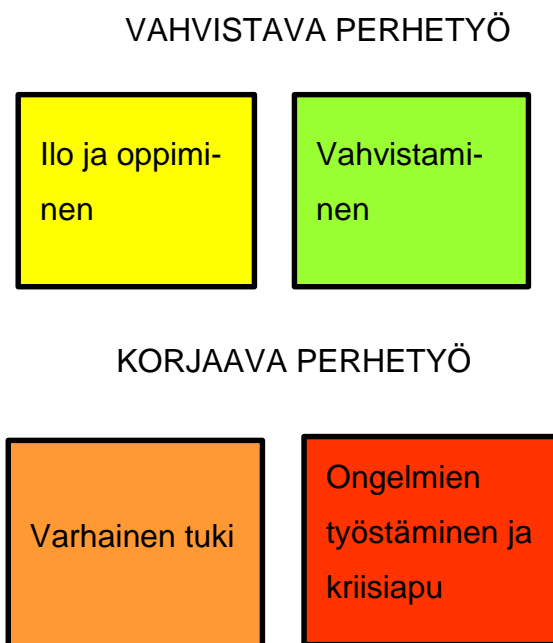 VAHVISTAVA PERHETYÖ
Ilo ja oppimi-
nen
Vahvistami-
nen
KORJAAVA PERHETYÖ
Varhainen tuki
Ongelmien
työstäminen ja
kriisiapu